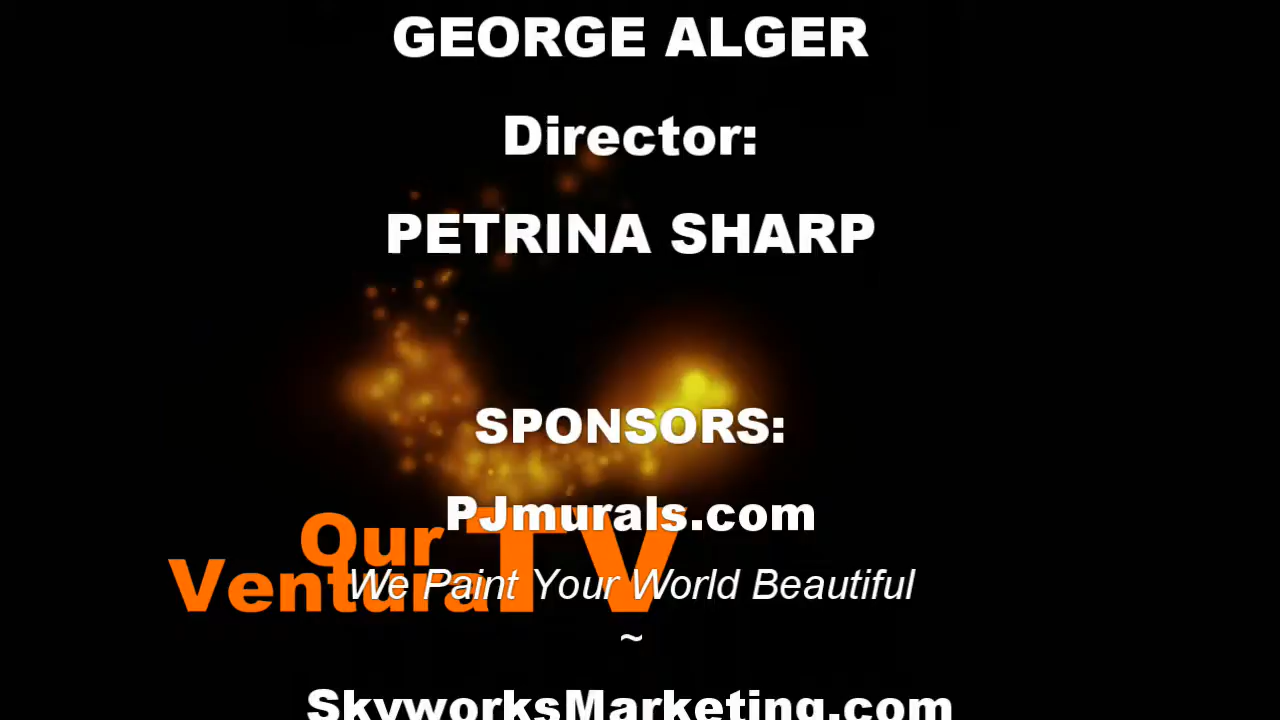 GEORGE ALGER
Director:
PETRINA SHARP
SPONSORS:
PJmurals.com
Our TV
Ventura
We Paint Your World Beautiful
~
SkyworksMarketing.com